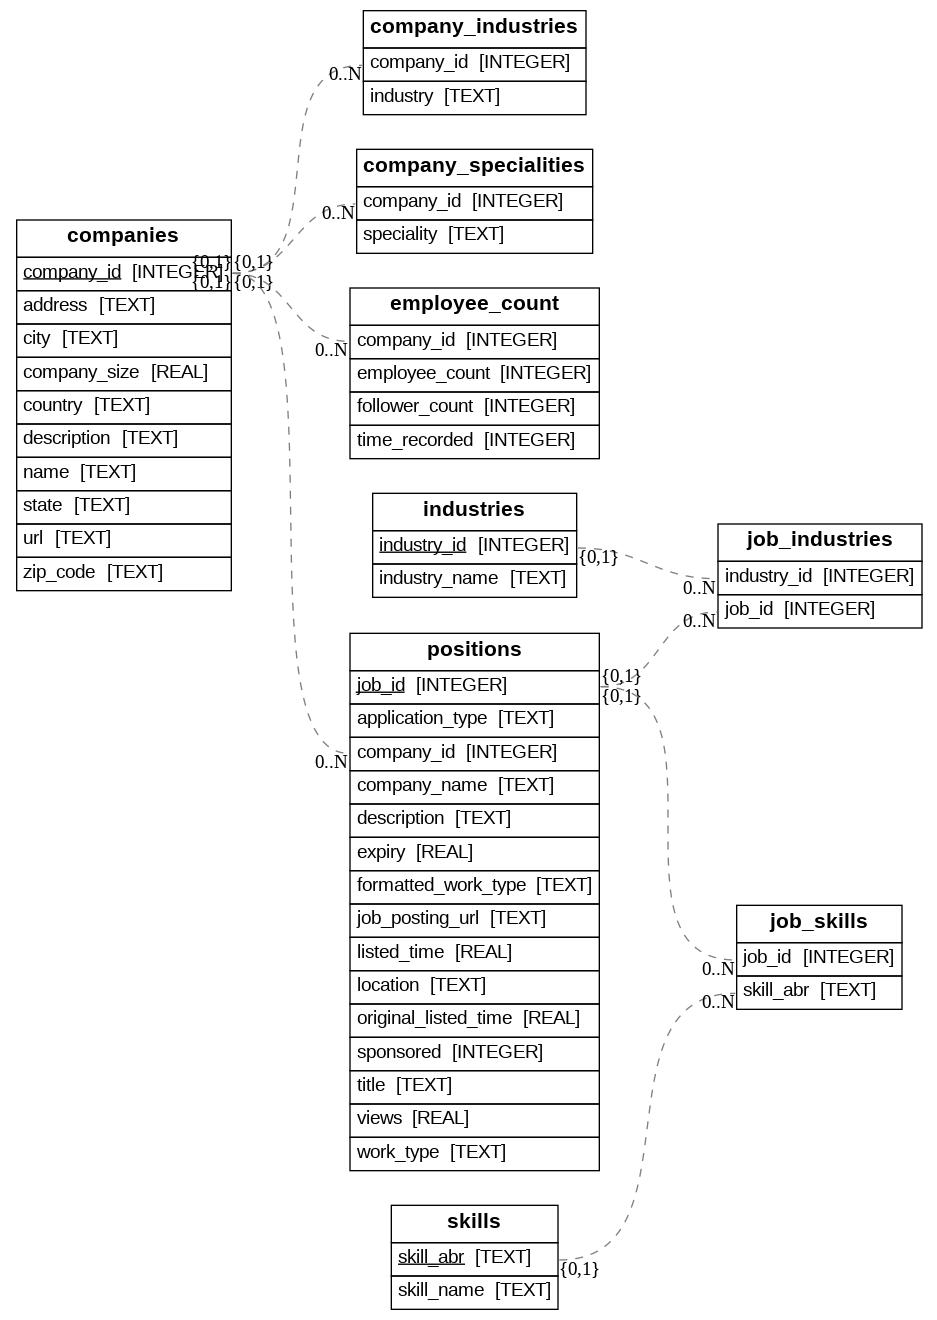 company_industries
company_id [INTEGER]
industry [TEXT]
0..N
company_specialities
company_id [INTEGER]
speciality [TEXT]
0..N
companies
company_id [INTEGER]
address [TEXT]
city [TEXT]
company_size [REAL]
country [TEXT]
description [TEXT]
name [TEXT]
state [TEXT]
url [TEXT]
zip_code [TEXT]
{0,1}{0,1}
{0,1}{0,1}
employee_count
company_id [INTEGER]
employee_count [INTEGER]
follower_count [INTEGER]
time_recorded [INTEGER]
0..N
industries
industry_id [INTEGER]
industry_name [TEXT]
{0,1}
job_industries
industry_id [INTEGER]
job_id [INTEGER]
0..N
0..N
positions
job_id [INTEGER]
application_type [TEXT]
company_id [INTEGER]
company_name [TEXT]
description [TEXT]
expiry [REAL]
formatted_work_type [TEXT]
job_posting_url [TEXT]
listed_time [REAL]
location [TEXT]
original_listed_time [REAL]
sponsored [INTEGER]
title [TEXT]
views [REAL]
work_type [TEXT]
0..N
{0,1}
{0,1}
job_skills
job_id [INTEGER]
skill_abr [TEXT]
0..N
0..N
skills
skill_abr [TEXT]
skill_name [TEXT]
{0,1}